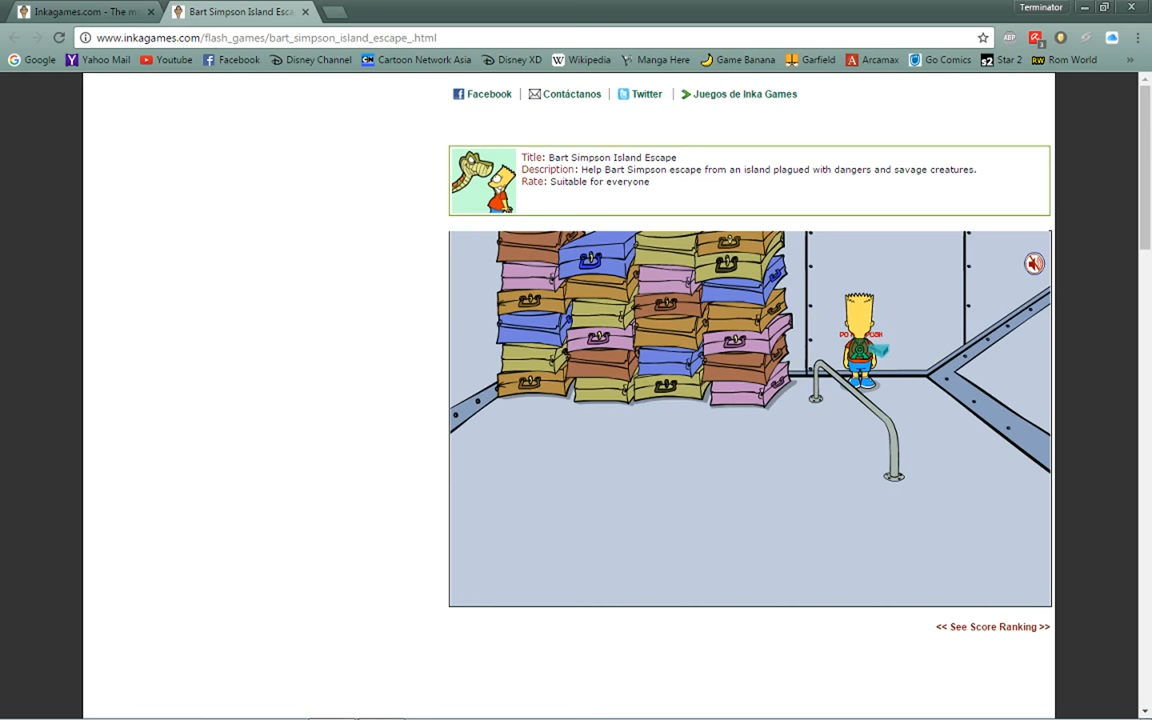 Inkagames.com - The m
Bart Simpson Island Esca
Terminator
www.inkagames.com/flash_games/bart_simpson_island_escape_.html
ABP
Google
Yahoo Mail
Youtube
Facebook
Disney Channel
Cartoon Network Asia
Disney XD
Wikipedia
Manga Here
Game Banana
Garfield
Arcamax
Go Comics
Star 2
Rom World
Facebook
Contáctanos
Twitter
Juegos de Inka Games
Title: Bart Simpson Island Escape
Description: Help Bart Simpson escape from an island plagued with dangers and savage creatures.
Rate: Suitable for everyone
<< See Score Ranking >>